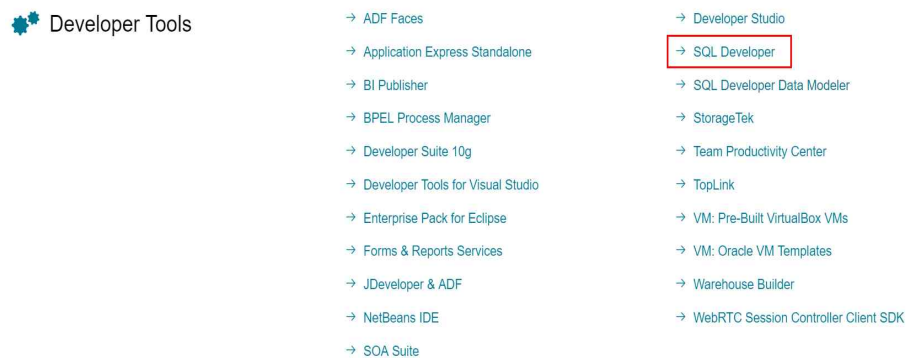 Developer Tools
→ ADF Faces
→ Application Express Standalone
→ BI Publisher
→ BPEL Process Manager
→ Developer Suite 10g
→ Developer Tools for Visual Studio
→ Enterprise Pack for Eclipse
→ Forms & Reports Services
→ JDeveloper & ADF
→ NetBeans IDE
→ SOA Suite
→ Developer Studio
→ SQL Developer
→ SQL Developer Data Modeler
→ StorageTek
→ Team Productivity Center
→ TopLink
→ VM: Pre-Built VirtualBox VMs
→ VM: Oracle VM Templates
→ Warehouse Builder
→ WebRTC Session Controller Client SDK